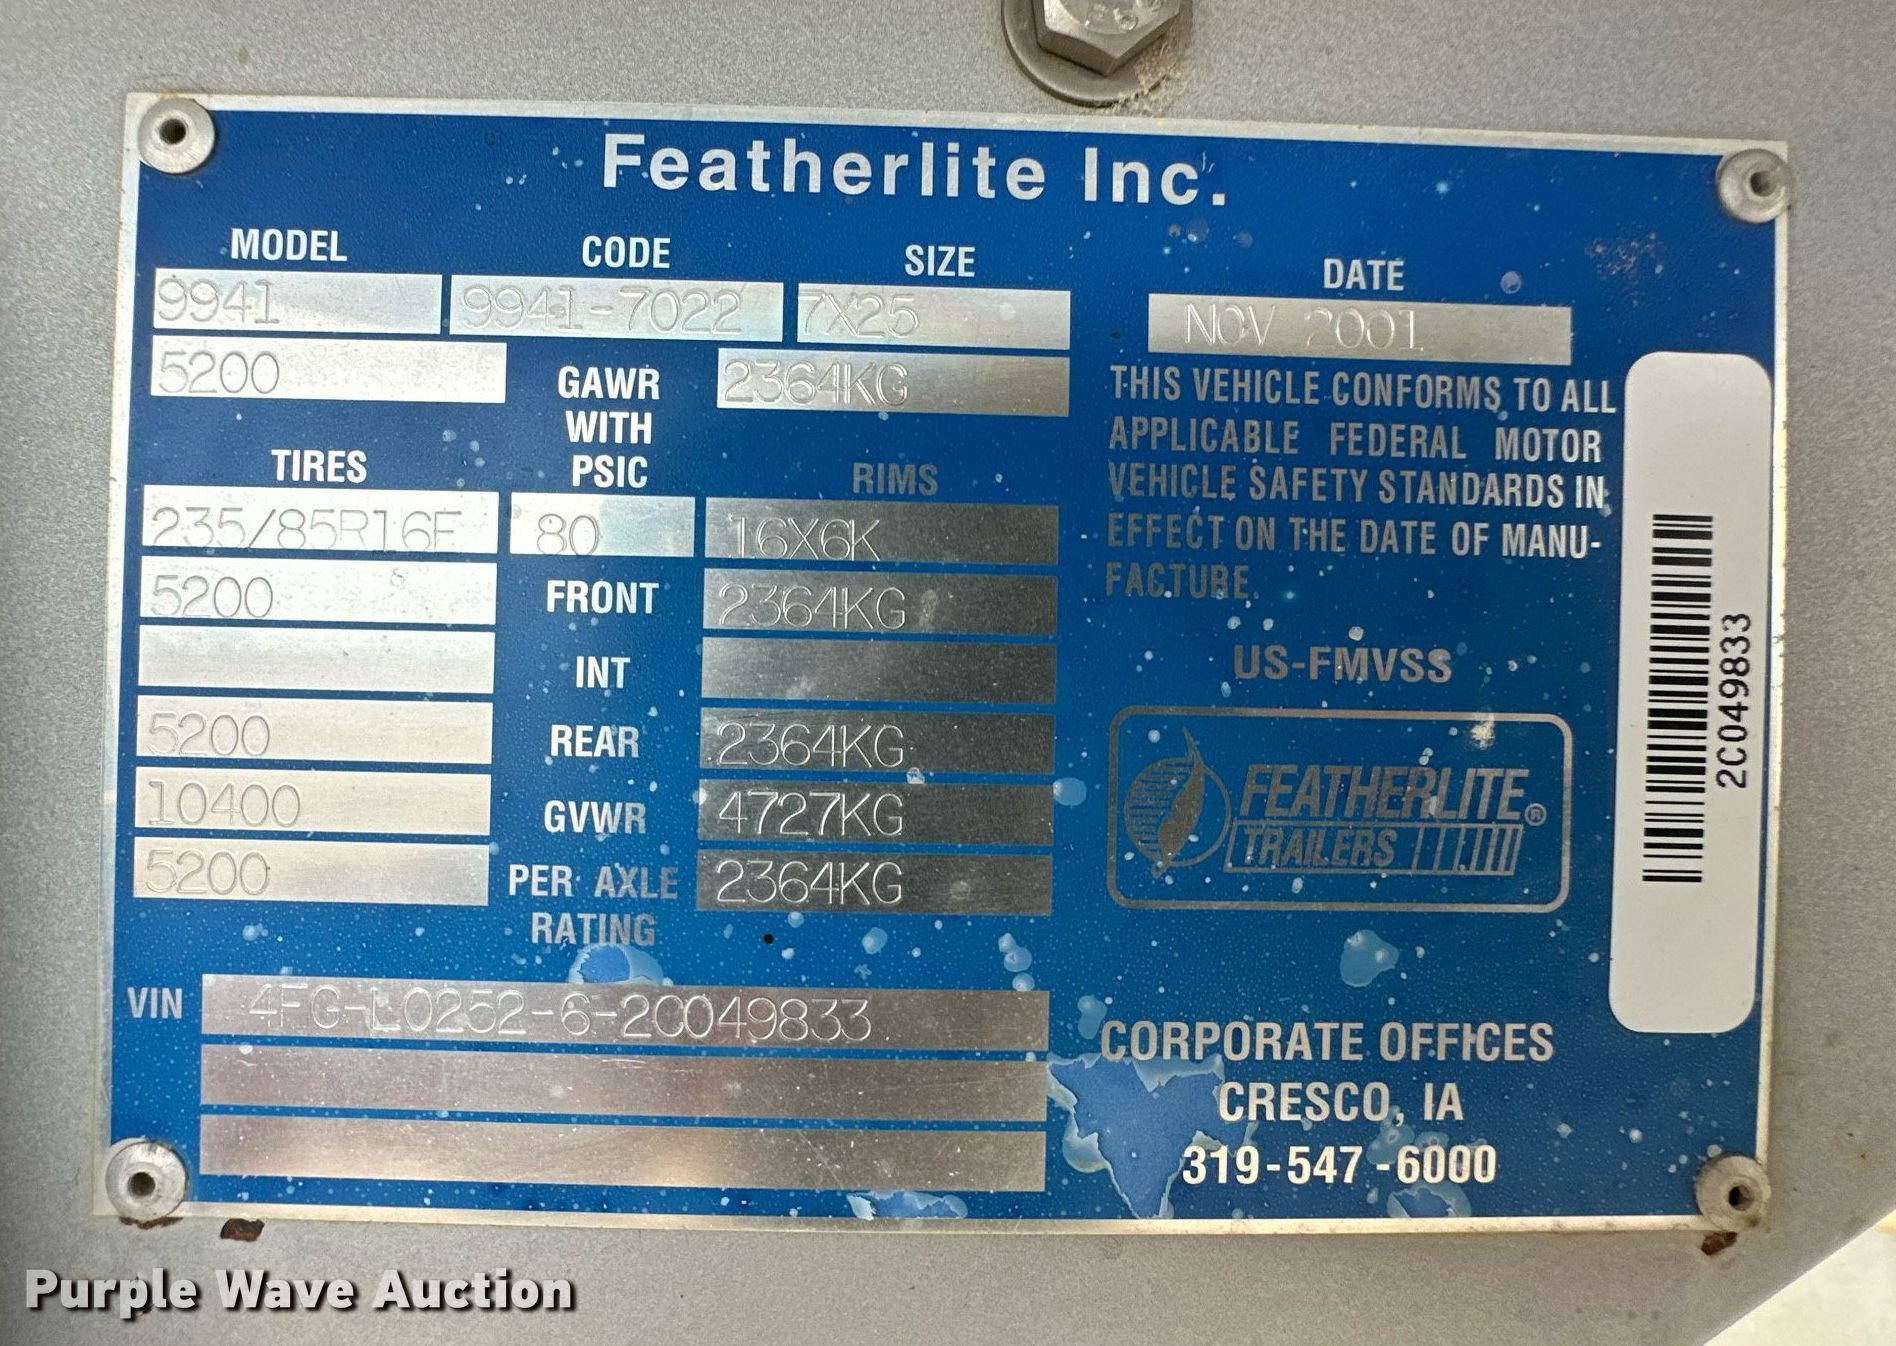 Featherlite Inc.
MODEL CODE SIZE DATE
9941 9941-7022 7X25 NOV 2001
5200 GAWR 2364KG
WITH
TIRES PSIC RIMS
235/85R16E 80 16X6K
5200 FRONT 2364KG
INT
5200 REAR 2364KG
10400 GVWR 4727KG
5200 PER AXLE 2364KG
RATING
VIN 4FG-L0252-6-2C049833
THIS VEHICLE CONFORMS TO ALL
APPLICABLE FEDERAL MOTOR
VEHICLE SAFETY STANDARDS IN
EFFECT ON THE DATE OF MANU-
FACTURE.
US-FMVSS
FEATHERLITE®
TRAILERS
CORPORATE OFFICES
CRESCO, IA
319-547-6000
2C049833
Purple Wave Auction